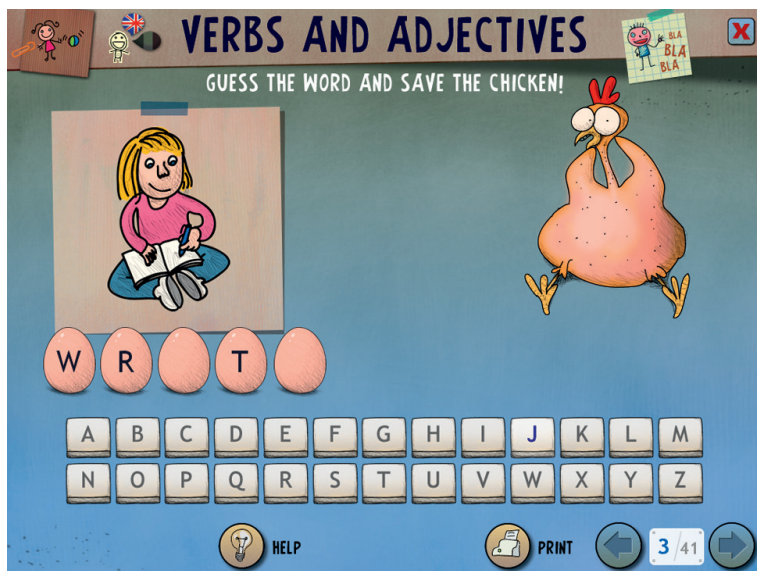 VERBS AND ADJECTIVES
BLA
BLA
BLA
GUESS THE WORD AND SAVE THE CHICKEN!
W R T
A B C D E F G H I J K L M
N O P Q R S T U V W X Y Z
HELP PRINT 3/41